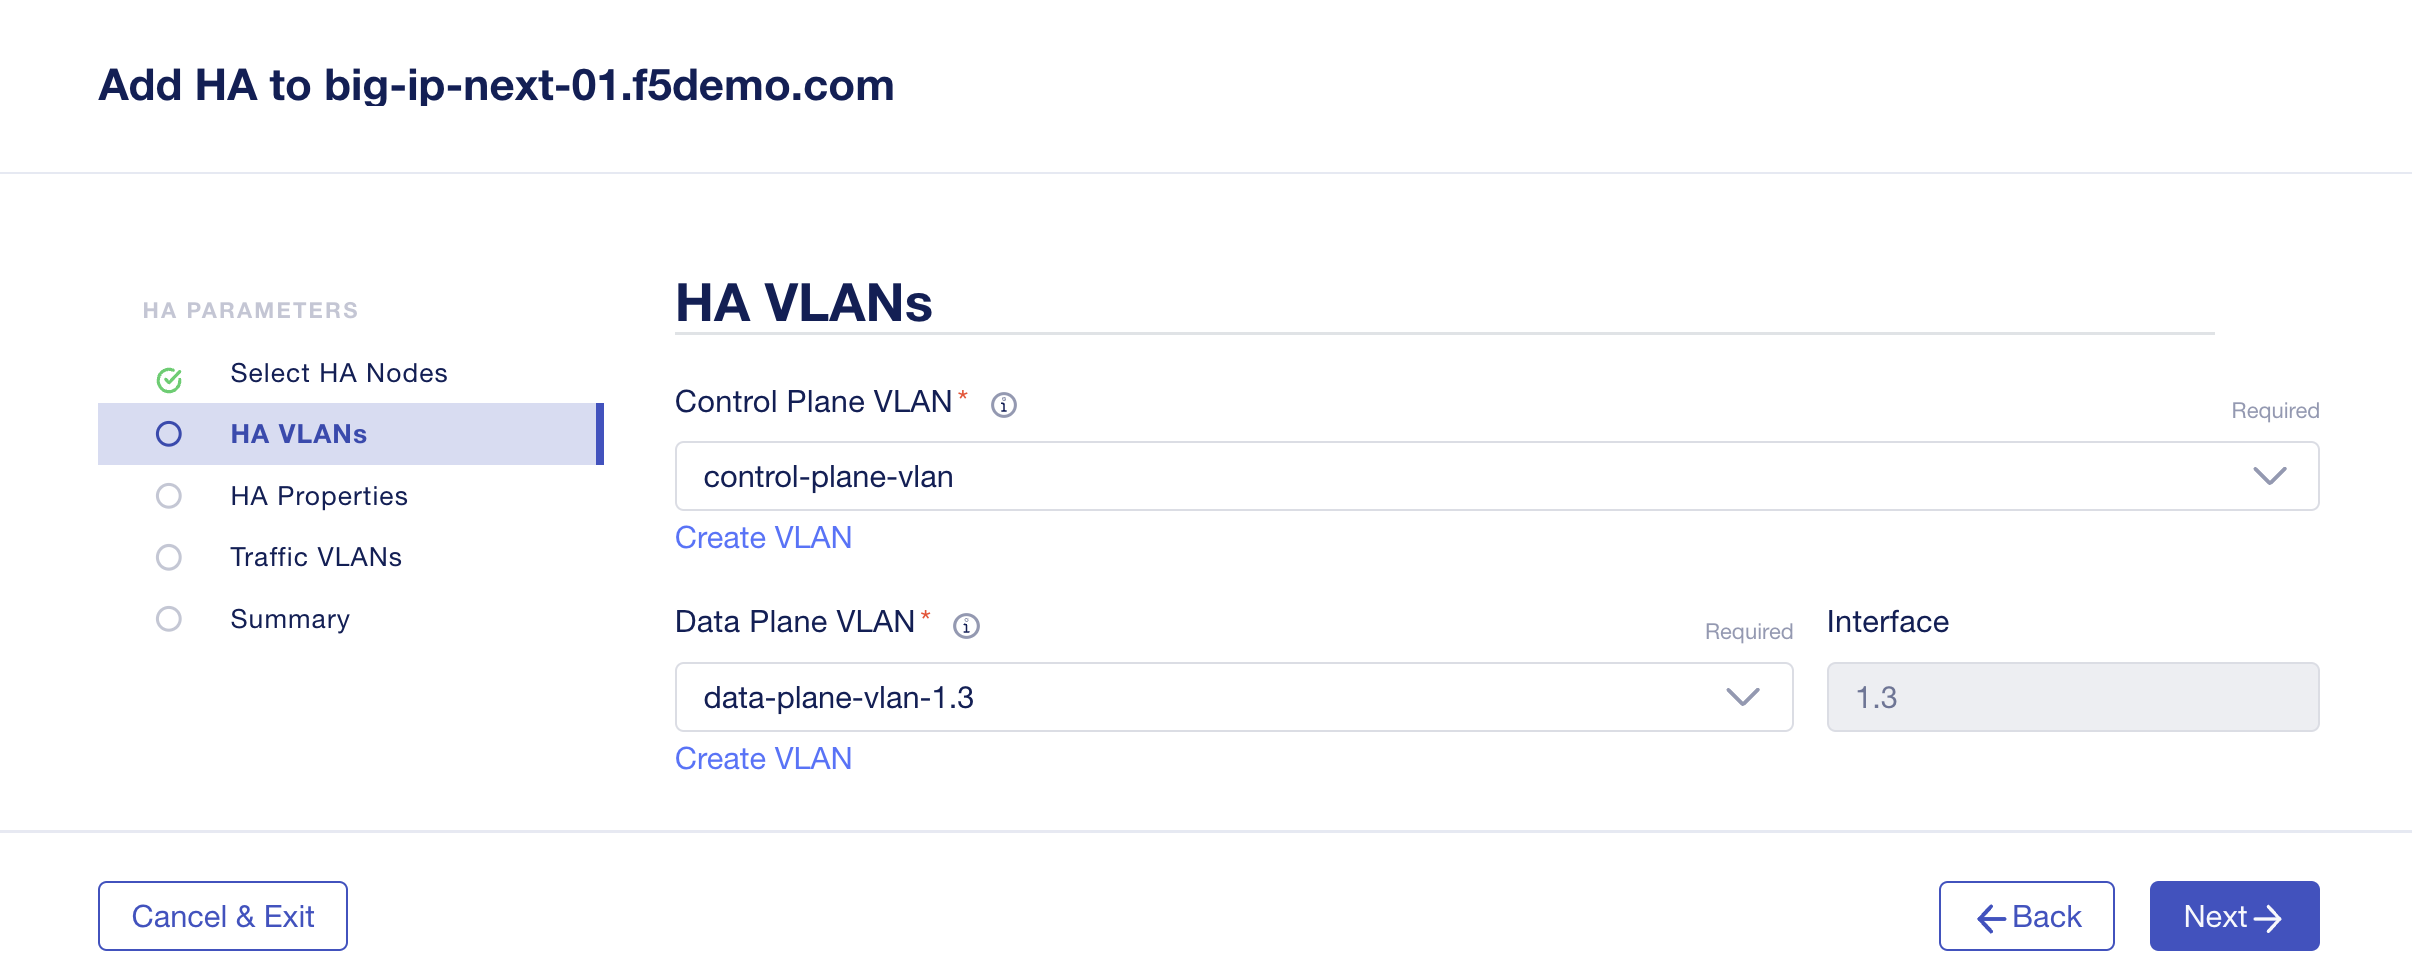 Add HA to big-ip-next-01.f5demo.com
HA PARAMETERS
Select HA Nodes
HA VLANs
HA Properties
Traffic VLANs
Summary
HA VLANs
Control Plane VLAN* Required
control-plane-vlan
Create VLAN
Data Plane VLAN* Required
data-plane-vlan-1.3
Create VLAN
Interface
1.3
Cancel & Exit
Back
Next